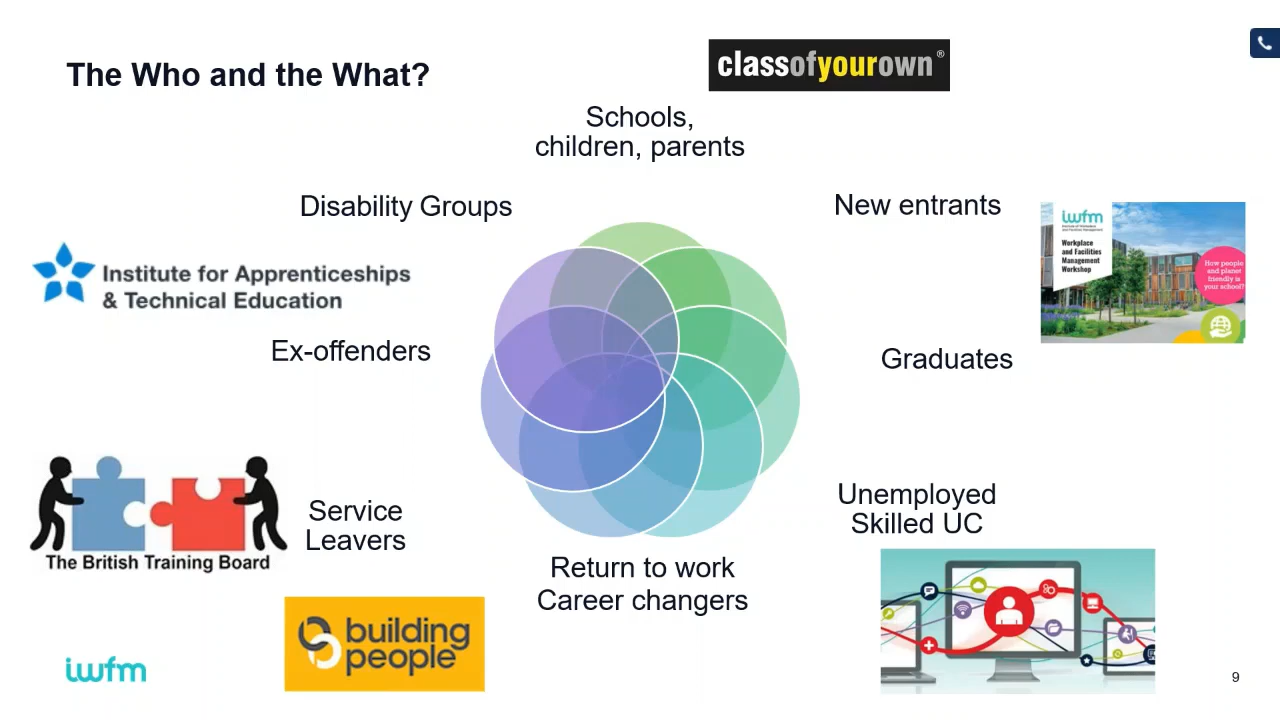 The Who and the What?
classofyourown®
Schools,
children, parents
Disability Groups
New entrants
iwfm
Workplace
and Facilities
Management
Workshop
How people
and planet
friendly is
your school?
Institute for Apprenticeships
& Technical Education
Ex-offenders
Graduates
Unemployed
Skilled UC
Service
Leavers
The British Training Board
Return to work
Career changers
building
people
iwfm
9